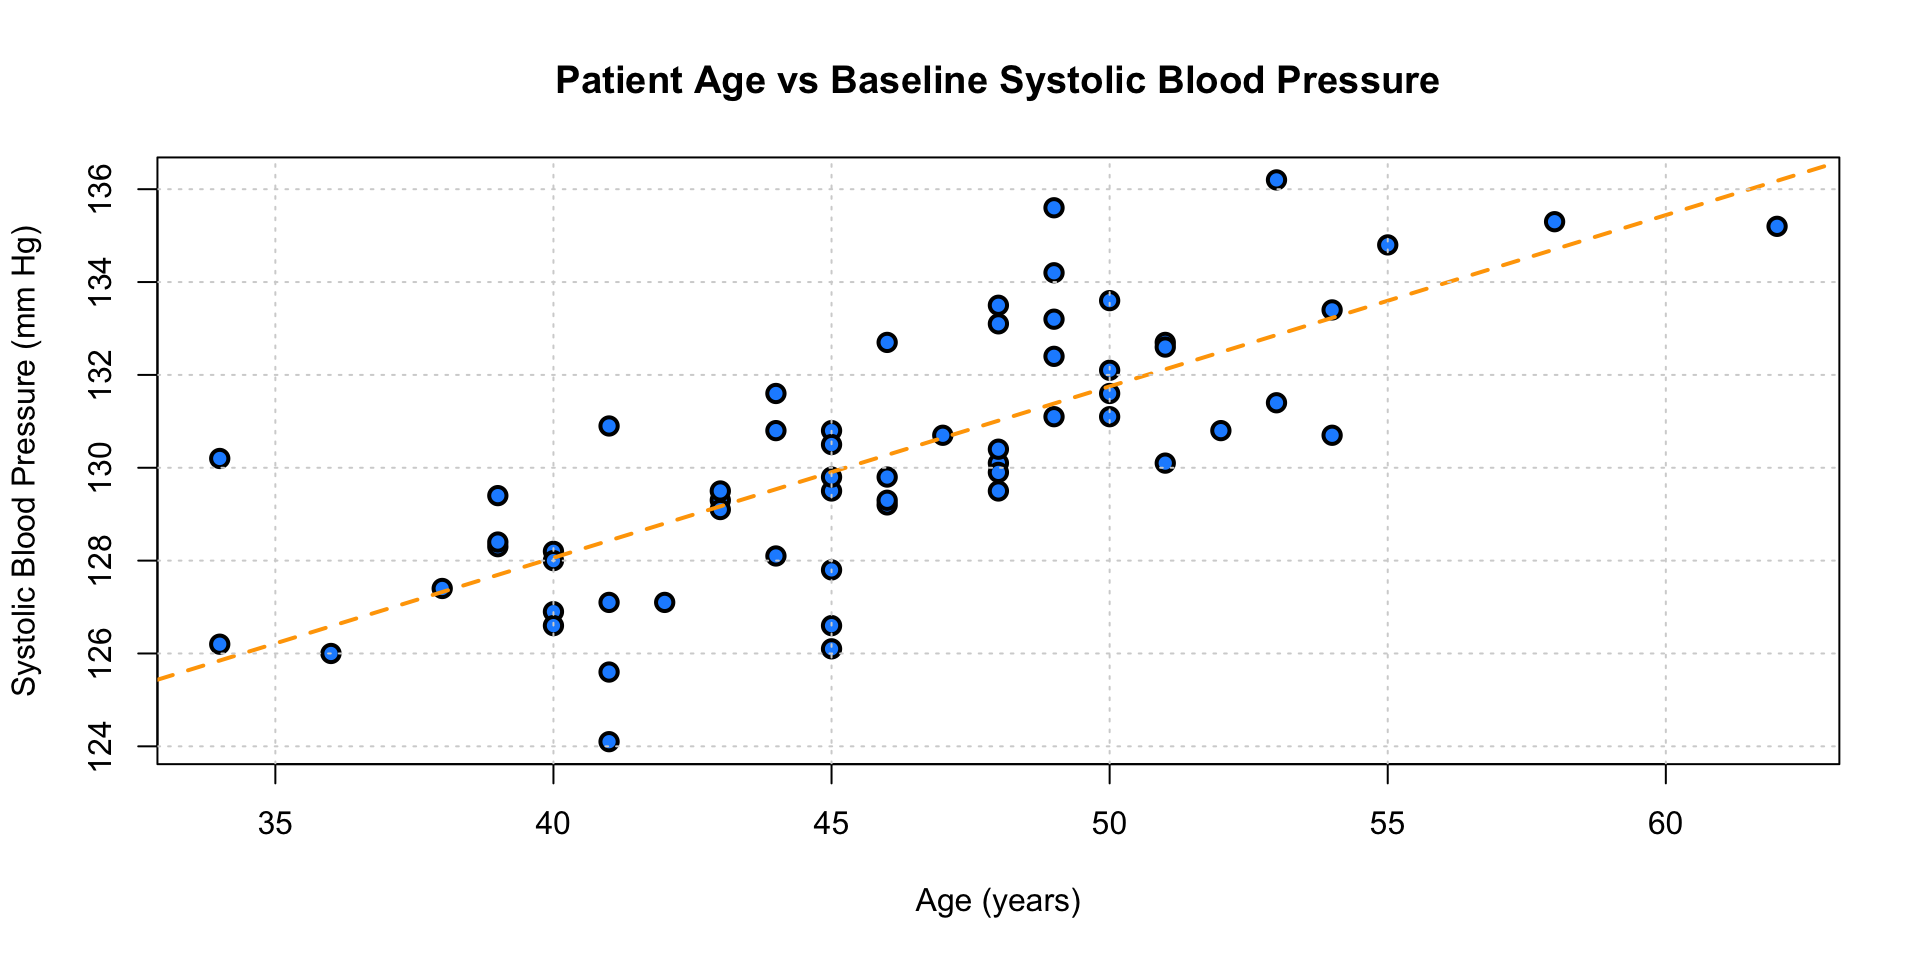 Patient Age vs Baseline Systolic Blood Pressure
Systolic Blood Pressure (mm Hg)
136
134
132
130
128
126
124
35 40 45 50 55 60
Age (years)